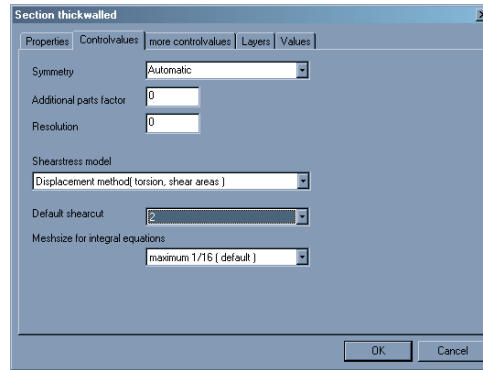 Section thickwalled
Properties Controlvalues more controlvalues Layers Values
Symmetry Automatic
Additional parts factor 0
Resolution 0
Shearstress model
Displacement method( torsion, shear areas )
Default shearcut 2
Meshsize for integral equations
maximum 1/16 ( default )
OK Cancel